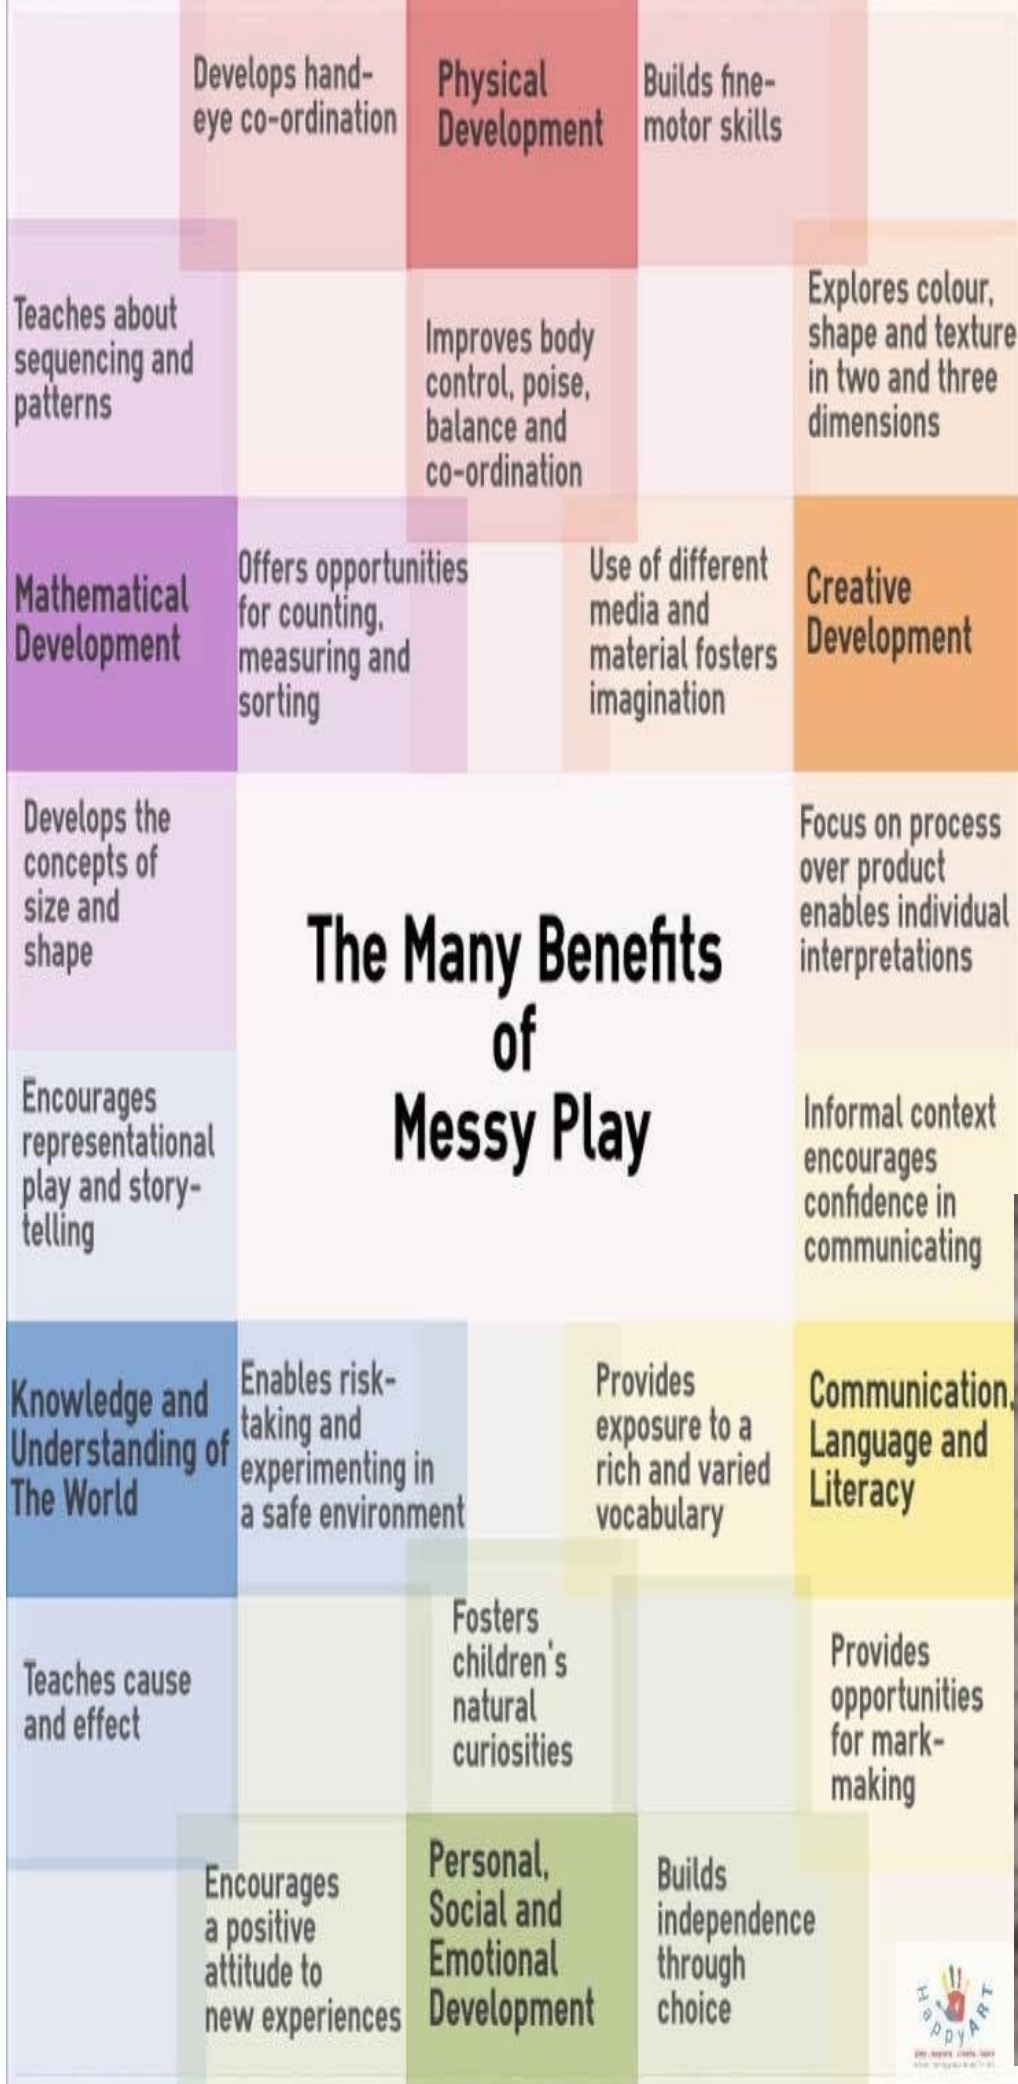 Develops hand-
eye co-ordination
Physical
Development
Builds fine-
motor skills
Teaches about
sequencing and
patterns
Improves body
control, poise,
balance and
co-ordination
Explores colour,
shape and texture
in two and three
dimensions
Mathematical
Development
Offers opportunities
for counting,
measuring and
sorting
Use of different
media and
material fosters
imagination
Creative
Development
Develops the
concepts of
size and
shape
The Many Benefits
of
Messy Play
Focus on process
over product
enables individual
interpretations
Encourages
representational
play and story-
telling
Informal context
encourages
confidence in
communicating
Knowledge and
Understanding of
The World
Enables risk-
taking and
experimenting in
a safe environment
Provides
exposure to a
rich and varied
vocabulary
Communication,
Language and
Literacy
Teaches cause
and effect
Fosters
children's
natural
curiosities
Provides
opportunities
for mark-
making
Encourages
a positive
attitude to
new experiences
Personal,
Social and
Emotional
Development
Builds
independence
through
choice
HappyART